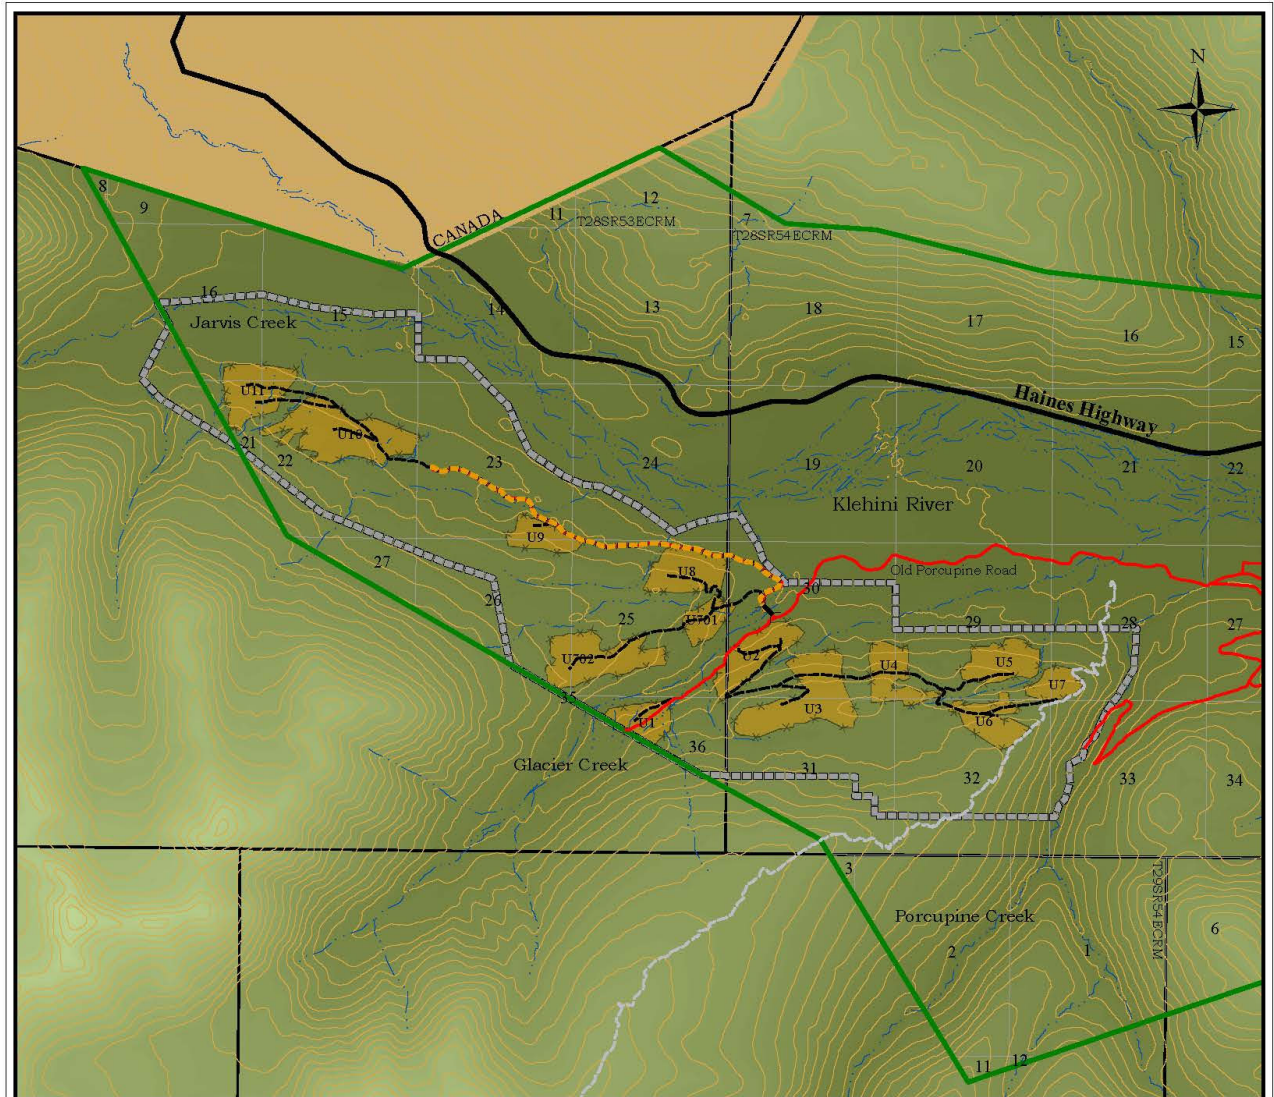 N
8
9
CANADA
11
12
T28SR53ECRM
7
T28SR54ECRM
16
Jarvis Creek
15
14
13
18
17
16
15
U11
U10
21
22
23
24
Haines Highway
19
20
21
22
Klehini River
U9
27
26
25
U8
U701
Old Porcupine Road
30
29
28
27
U702
35
U1
U2
U3
U4
U5
U6
U7
36
Glacier Creek
31
32
33
34
3
T29SR54ECRM
Porcupine Creek
2
1
6
11
12